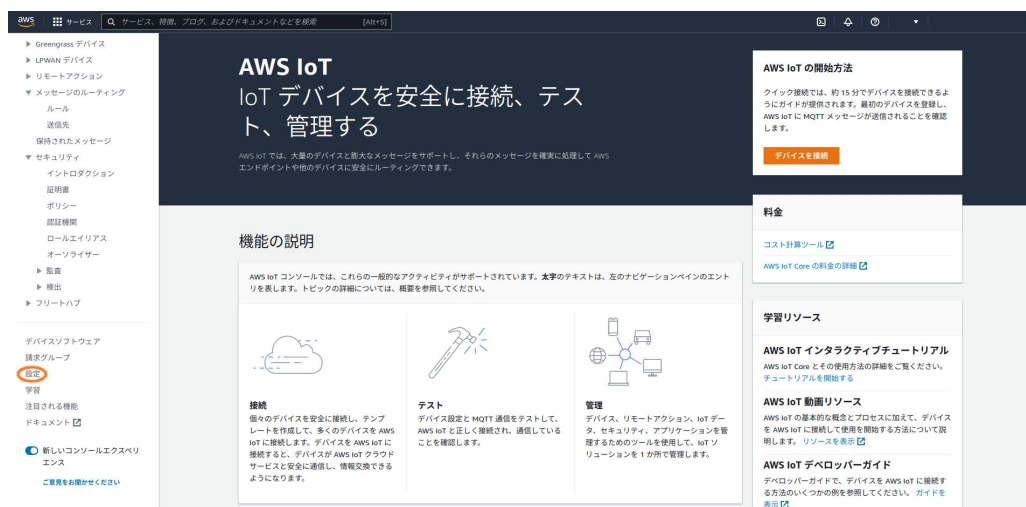 aws
サービス
サービス、特徴、ブログ、およびドキュメントなどを検索
[Alt+S]
Greengrass デバイス
LPWAN デバイス
リモートアクション
メッセージのルーティング
ルール
送信先
保持されたメッセージ
セキュリティ
イントロダクション
証明書
ポリシー
認証機関
ロールエイリアス
オーソライザー
監査
検出
フリートハブ
デバイスソフトウェア
請求グループ
設定
学習
注目される機能
ドキュメント
新しいコンソールエクスペリ
エンス
ご意見をお聞かせください
AWS IoT
IoT デバイスを安全に接続、テス
ト、管理する
AWS IoT では、大量のデバイスと膨大なメッセージをサポートし、それらのメッセージを確実に処理して AWS
エンドポイントや他のデバイスに安全にルーティングできます。
AWS IoT の開始方法
クイック接続では、約 15 分でデバイスを接続できるよ
うにガイドが提供されます。最初のデバイスを登録し、
AWS IoT に MQTT メッセージが送信されることを確認
します。
デバイスを接続
料金
コスト計算ツール
AWS IoT Core の料金の詳細
機能の説明
AWS IoT コンソールでは、これらの一般的なアクティビティがサポートされています。太字のテキストは、左のナビゲーションペインのエント
リを表します。トピックの詳細については、概要を参照してください。
接続
個々のデバイスを安全に接続し、テンプ
レートを作成して、多くのデバイスを AWS
IoT に接続します。デバイスが AWS IoT に
接続すると、デバイスが AWS IoT クラウド
サービスと安全に通信し、情報交換できる
ようになります。
テスト
デバイス設定と MQTT 通信をテストして、
AWS IoT と正しく接続され、通信している
ことを確認します。
管理
デバイス、リモートアクション、IoT デー
タ、セキュリティ、アプリケーションを管
理するためのツールを使用して、IoT ソ
リューションを 1 か所で管理します。
学習リソース
AWS IoT インタラクティブチュートリアル
AWS IoT Core とその使用方法の詳細をご覧ください。
チュートリアルを開始する
AWS IoT 動画リソース
AWS IoT の基本的な概念とプロセスに加えて、デバイス
を AWS IoT に接続して使用を開始する方法について説
明します。 リソースを表示
AWS IoT デベロッパーガイド
デベロッパーガイドで、デバイスを AWS IoT に接続す
る方法のいくつかの例を参照してください。 ガイドを
表示